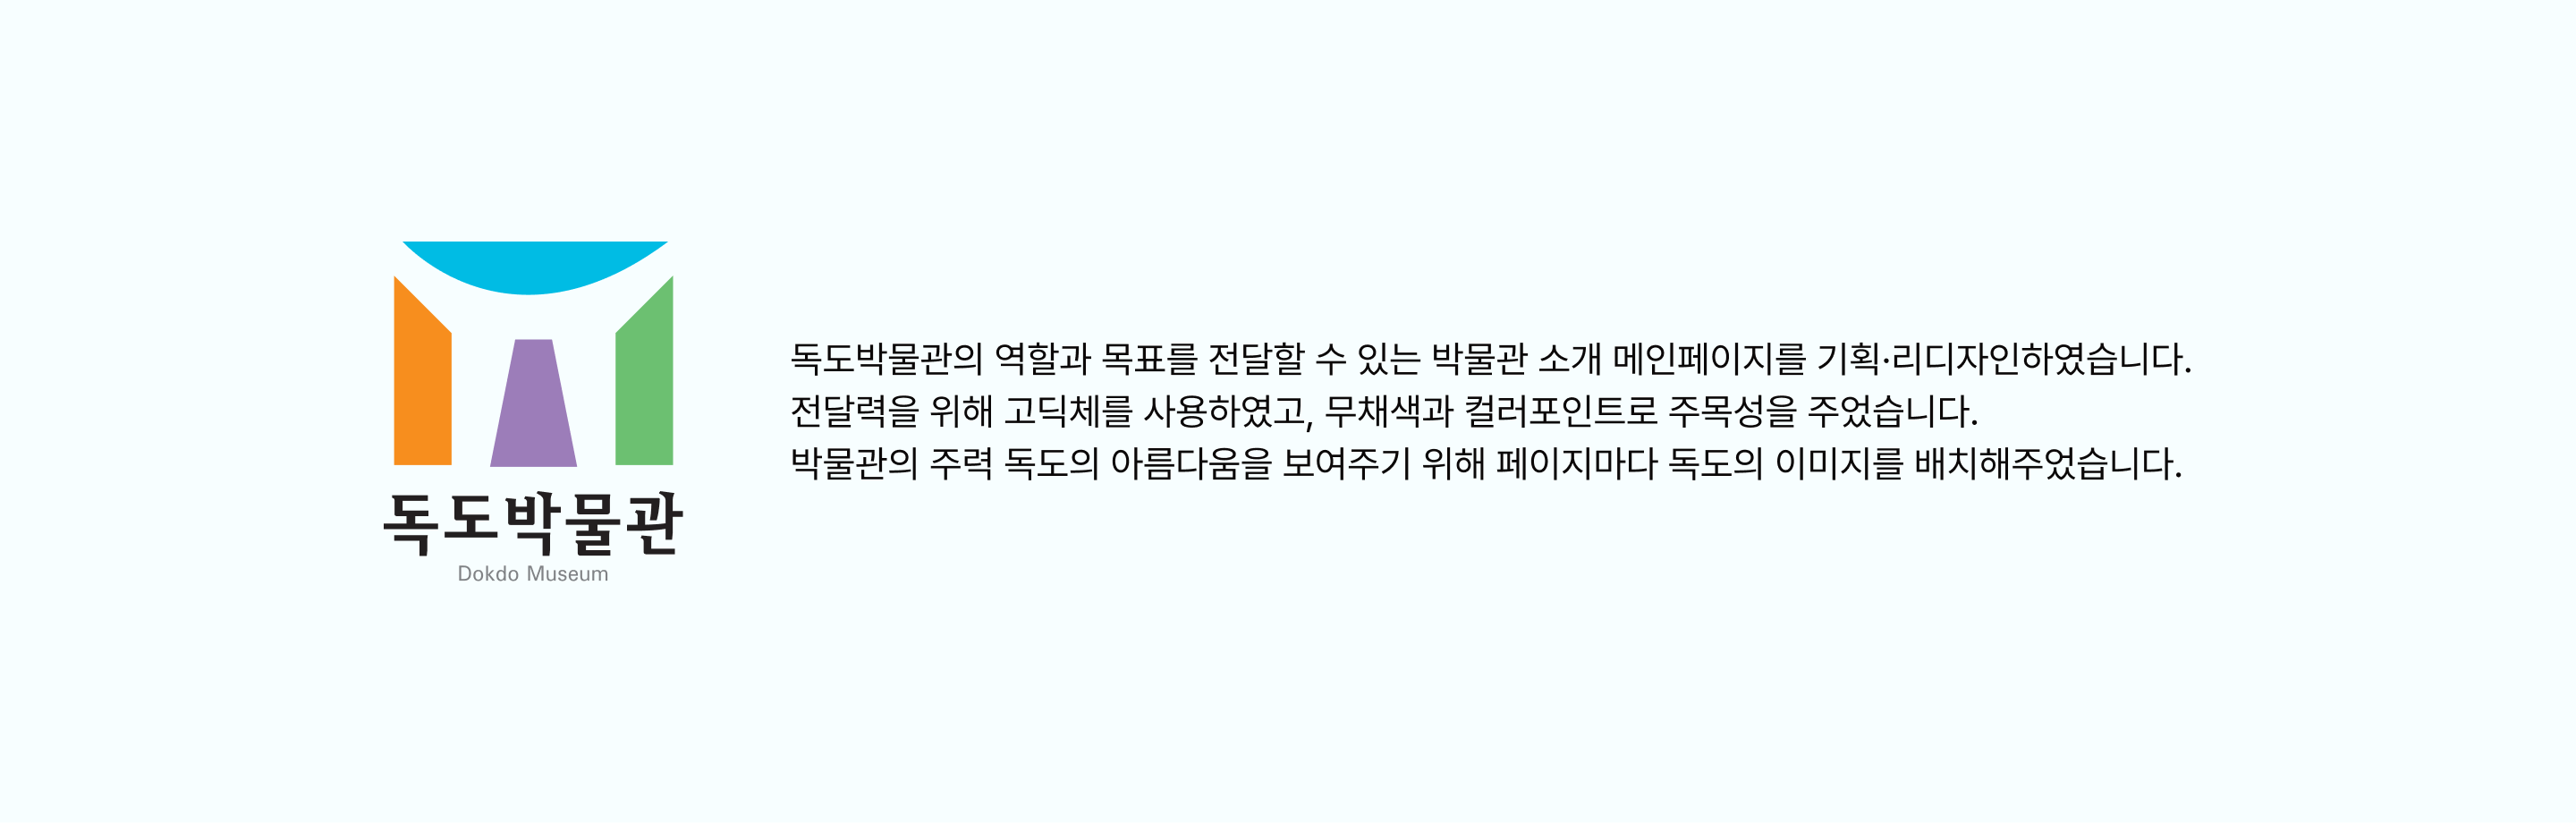 독도박물관
Dokdo Museum
독도박물관의 역할과 목표를 전달할 수 있는 박물관 소개 메인페이지를 기획·리디자인하였습니다.
전달력을 위해 고딕체를 사용하였고, 무채색과 컬러포인트로 주목성을 주었습니다.
박물관의 주력 독도의 아름다움을 보여주기 위해 페이지마다 독도의 이미지를 배치해주었습니다.